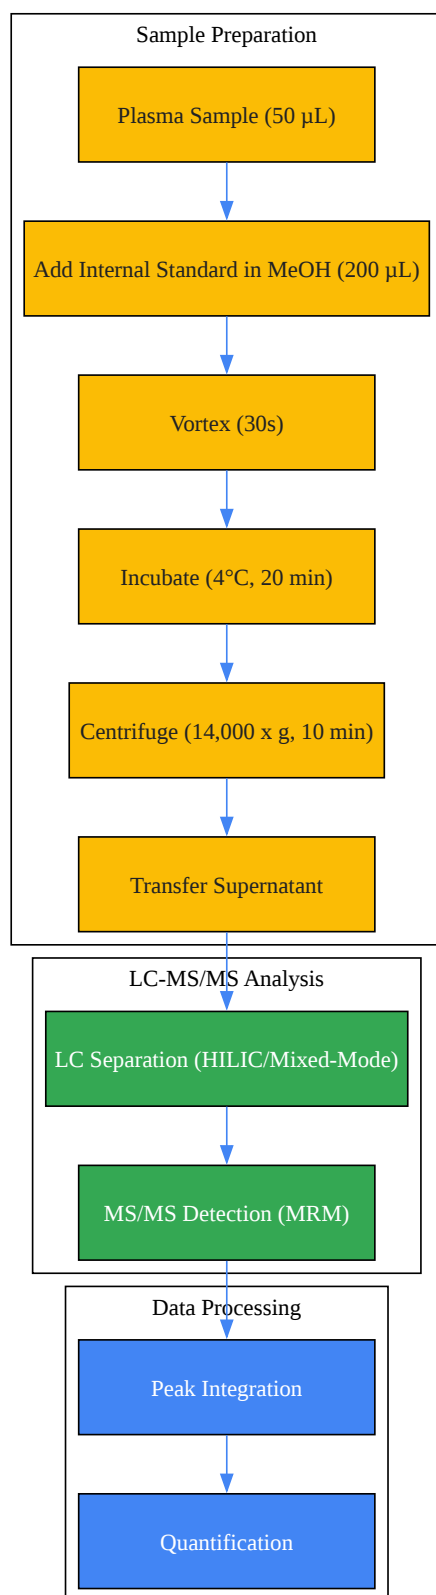 Sample Preparation
Plasma Sample (50 µL)
Add Internal Standard in MeOH (200 µL)
Vortex (30s)
Incubate (4°C, 20 min)
Centrifuge (14,000 x g, 10 min)
Transfer Supernatant
LC-MS/MS Analysis
LC Separation (HILIC/Mixed-Mode)
MS/MS Detection (MRM)
Data Processing
Peak Integration
Quantification